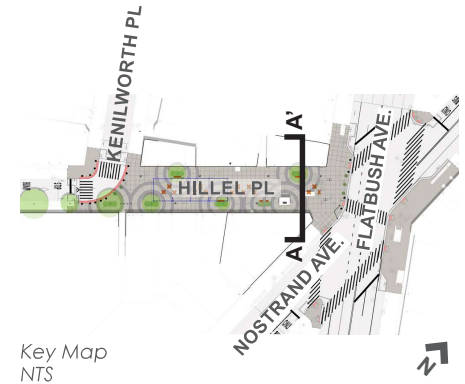 KENILWORTH PL
A'
HILLEL PL
FLATBUSH AVE.
A
NOSTRAND AVE.
Key Map
NTS
N